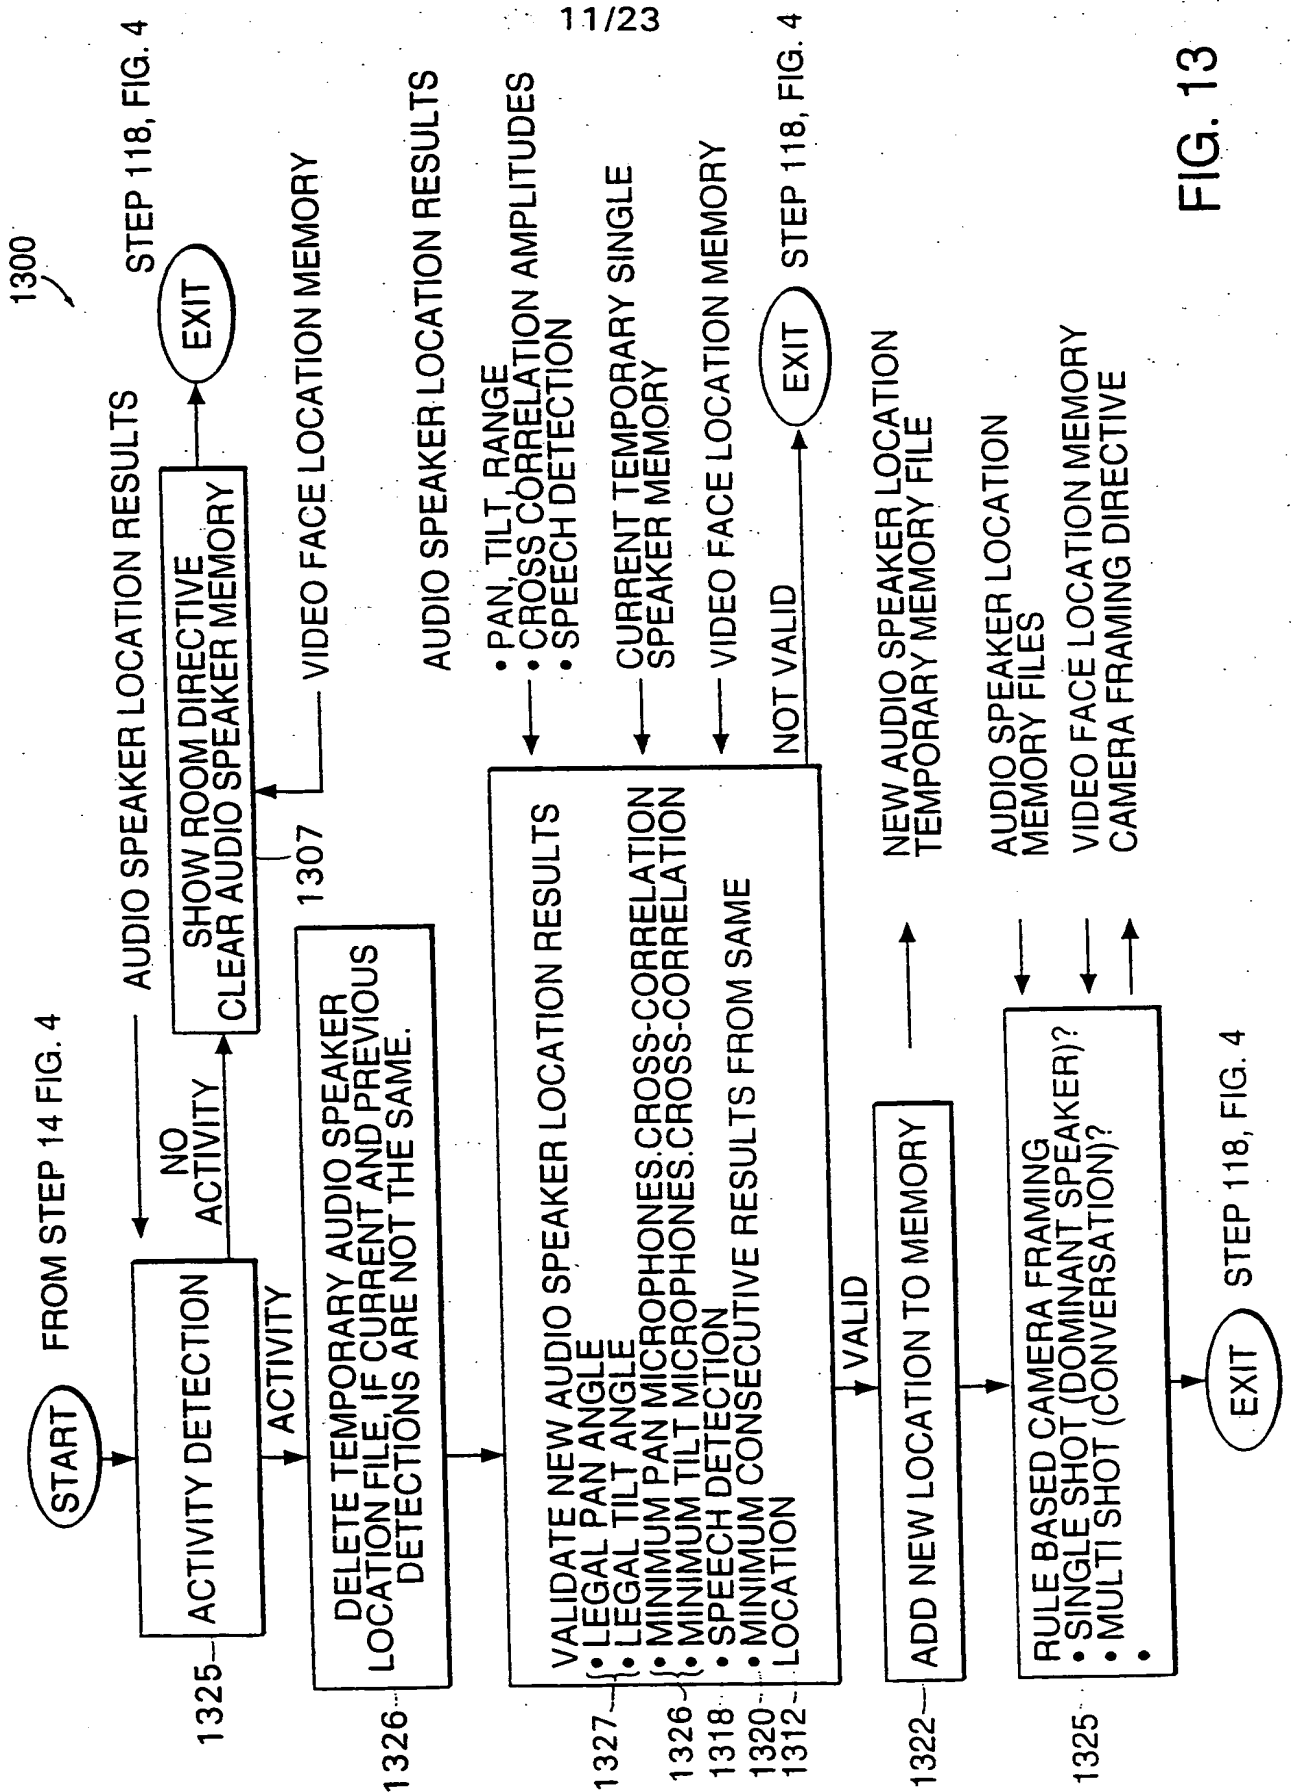 11/23
1300
START
FROM STEP 14 FIG. 4
AUDIO SPEAKER LOCATION RESULTS
STEP 118, FIG. 4
1325
ACTIVITY DETECTION
NO
ACTIVITY
SHOW ROOM DIRECTIVE
CLEAR AUDIO SPEAKER MEMORY
EXIT
1307
VIDEO FACE LOCATION MEMORY
ACTIVITY
1326
DELETE TEMPORARY AUDIO SPEAKER
LOCATION FILE, IF CURRENT AND PREVIOUS
DETECTIONS ARE NOT THE SAME.
AUDIO SPEAKER LOCATION RESULTS
• PAN, TILT, RANGE
• CROSS CORRELATION AMPLITUDES
• SPEECH DETECTION
CURRENT TEMPORARY SINGLE
SPEAKER MEMORY
VIDEO FACE LOCATION MEMORY
VALIDATE NEW AUDIO SPEAKER LOCATION RESULTS
1327
• LEGAL PAN ANGLE
• LEGAL TILT ANGLE
1326
• MINIMUM PAN MICROPHONES.CROSS-CORRELATION
• MINIMUM TILT MICROPHONES.CROSS-CORRELATION
1318
• SPEECH DETECTION
1320
• MINIMUM CONSECUTIVE RESULTS FROM SAME
LOCATION
1312
NOT VALID
EXIT
STEP 118, FIG. 4
VALID
1322
ADD NEW LOCATION TO MEMORY
NEW AUDIO SPEAKER LOCATION
TEMPORARY MEMORY FILE
1325
RULE BASED CAMERA FRAMING
• SINGLE SHOT (DOMINANT SPEAKER)?
• MULTI SHOT (CONVERSATION)?
•
AUDIO SPEAKER LOCATION
MEMORY FILES
VIDEO FACE LOCATION MEMORY
CAMERA FRAMING DIRECTIVE
EXIT
STEP 118, FIG. 4
FIG. 13